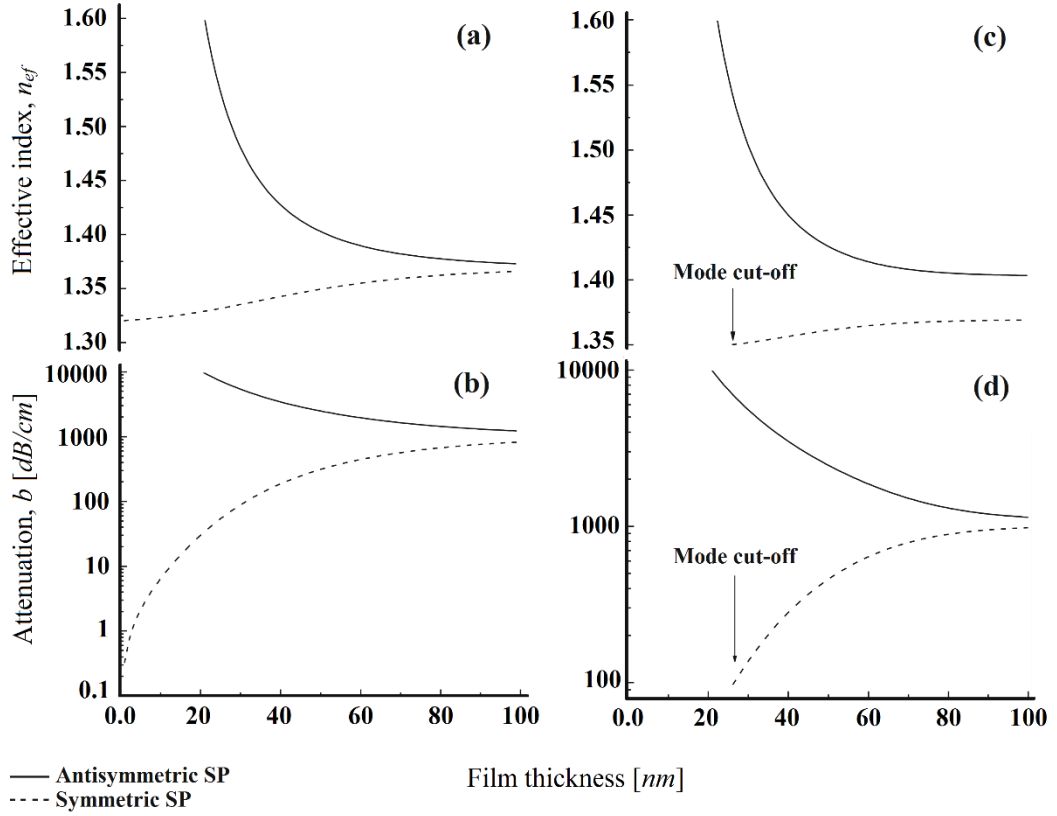 1.60
1.55
1.50
1.45
1.40
1.35
1.30
Effective index, n_ef
(a)
1.60
1.55
1.50
1.45
1.40
1.35
(c)
Mode cut-off
10000
1000
100
10
1
0.1
Attenuation, b [dB/cm]
(b)
0.0 20 40 60 80 100
10000
1000
100
(d)
Mode cut-off
0.0 20 40 60 80 100
Antisymmetric SP
Symmetric SP
Film thickness [nm]